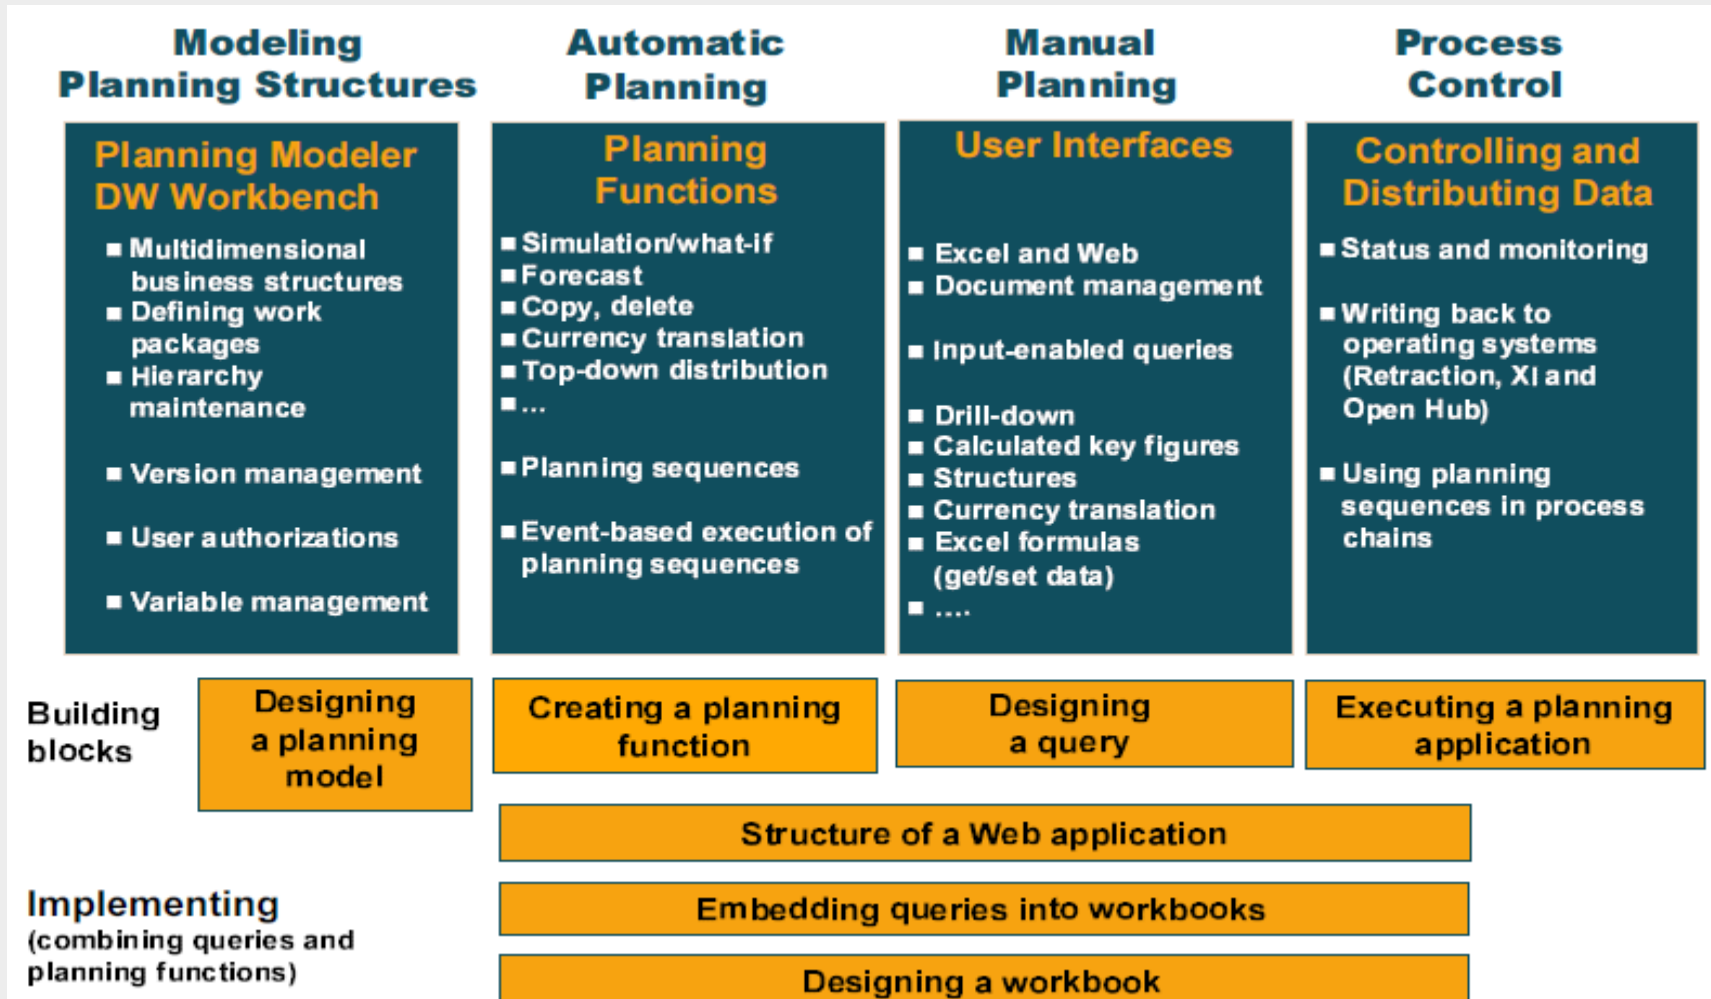 Modeling
Planning Structures
Automatic
Planning
Manual
Planning
Process
Control
Planning Modeler
DW Workbench
■ Multidimensional
business structures
■ Defining work
packages
■ Hierarchy
maintenance
■ Version management
■ User authorizations
■ Variable management
Planning
Functions
■ Simulation/what-if
■ Forecast
■ Copy, delete
■ Currency translation
■ Top-down distribution
■ ...
■ Planning sequences
■ Event-based execution of
planning sequences
User Interfaces
■ Excel and Web
■ Document management
■ Input-enabled queries
■ Drill-down
■ Calculated key figures
■ Structures
■ Currency translation
■ Excel formulas
(get/set data)
■ ....
Controlling and
Distributing Data
■ Status and monitoring
■ Writing back to
operating systems
(Retraction, XI and
Open Hub)
■ Using planning
sequences in process
chains
Building
blocks
Designing
a planning
model
Creating a planning
function
Designing
a query
Executing a planning
application
Structure of a Web application
Implementing
(combining queries and
planning functions)
Embedding queries into workbooks
Designing a workbook